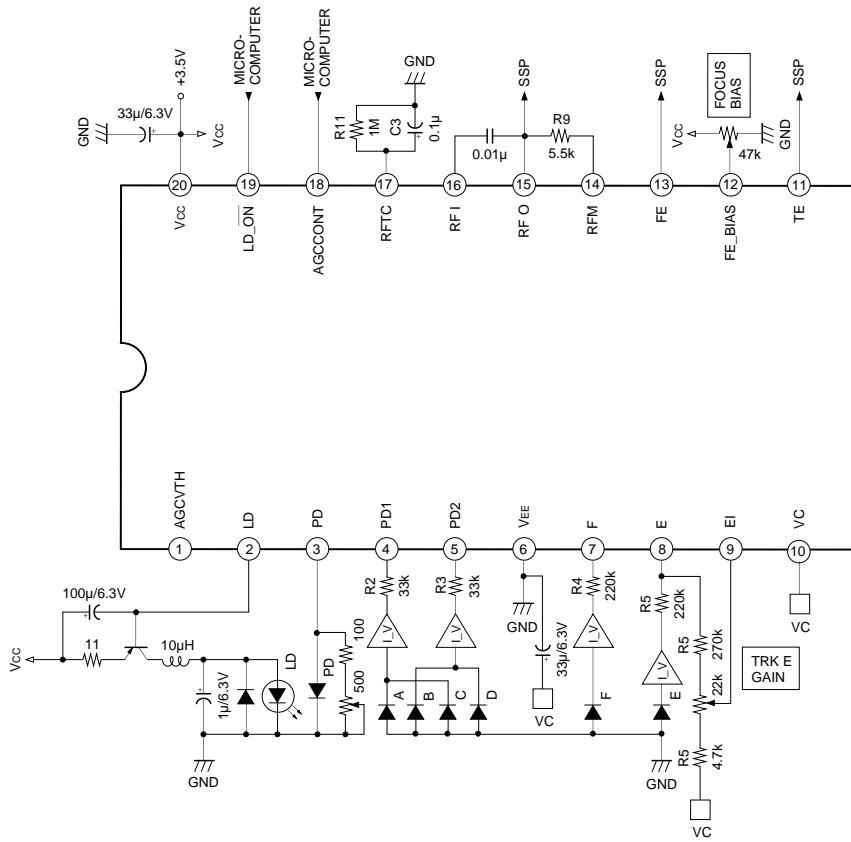 GND
33µ/6.3V
+3.5V
VCC
MICRO-
COMPUTER
MICRO-
COMPUTER
GND
R11
1M
C3
0.1µ
+
0.01µ
SSP
R9
5.5k
SSP
FOCUS
BIAS
VCC
47k
GND
SSP
20
19
18
17
16
15
14
13
12
11
VCC
LD_ON
AGCCONT
RFTC
RF I
RF O
RFM
FE
FE_BIAS
TE
AGCVTH
LD
PD
PD1
PD2
VEE
F
E
EI
VC
1
2
3
4
5
6
7
8
9
10
100µ/6.3V
VCC
11
10µH
1µ/6.3V
LD
GND
PD
100
500
R2
33k
I_V
A
B
C
D
R3
33k
I_V
GND
33µ/6.3V
VC
R4
220k
I_V
F
R5
220k
I_V
E
GND
R5
270k
22k
TRK E
GAIN
R5
4.7k
VC
VC